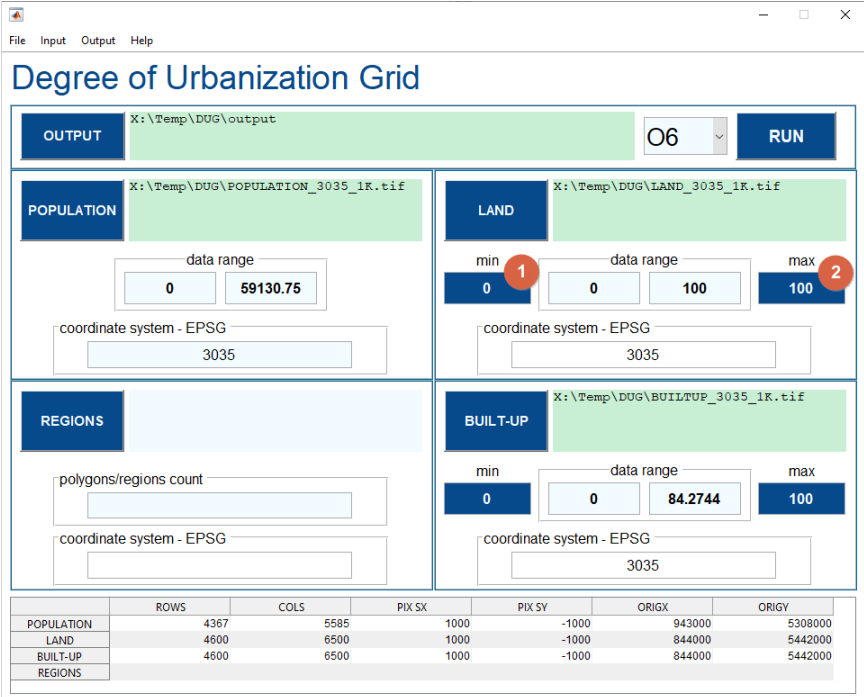 File Input Output Help
Degree of Urbanization Grid
OUTPUT X:\Temp\DUG\output O6 RUN
POPULATION X:\Temp\DUG\POPULATION_3035_1K.tif
data range
0 59130.75
coordinate system - EPSG
3035
LAND X:\Temp\DUG\LAND_3035_1K.tif
min 1 data range max 2
0 0 100 100
coordinate system - EPSG
3035
REGIONS
polygons/regions count
coordinate system - EPSG
BUILT-UP X:\Temp\DUG\BUILTUP_3035_1K.tif
min data range max
0 0 84.2744 100
coordinate system - EPSG
3035
ROWS COLS PIX SX PIX SY ORIGX ORIGY
POPULATION 4367 5585 1000 -1000 943000 5308000
LAND 4600 6500 1000 -1000 844000 5442000
BUILT-UP 4600 6500 1000 -1000 844000 5442000
REGIONS